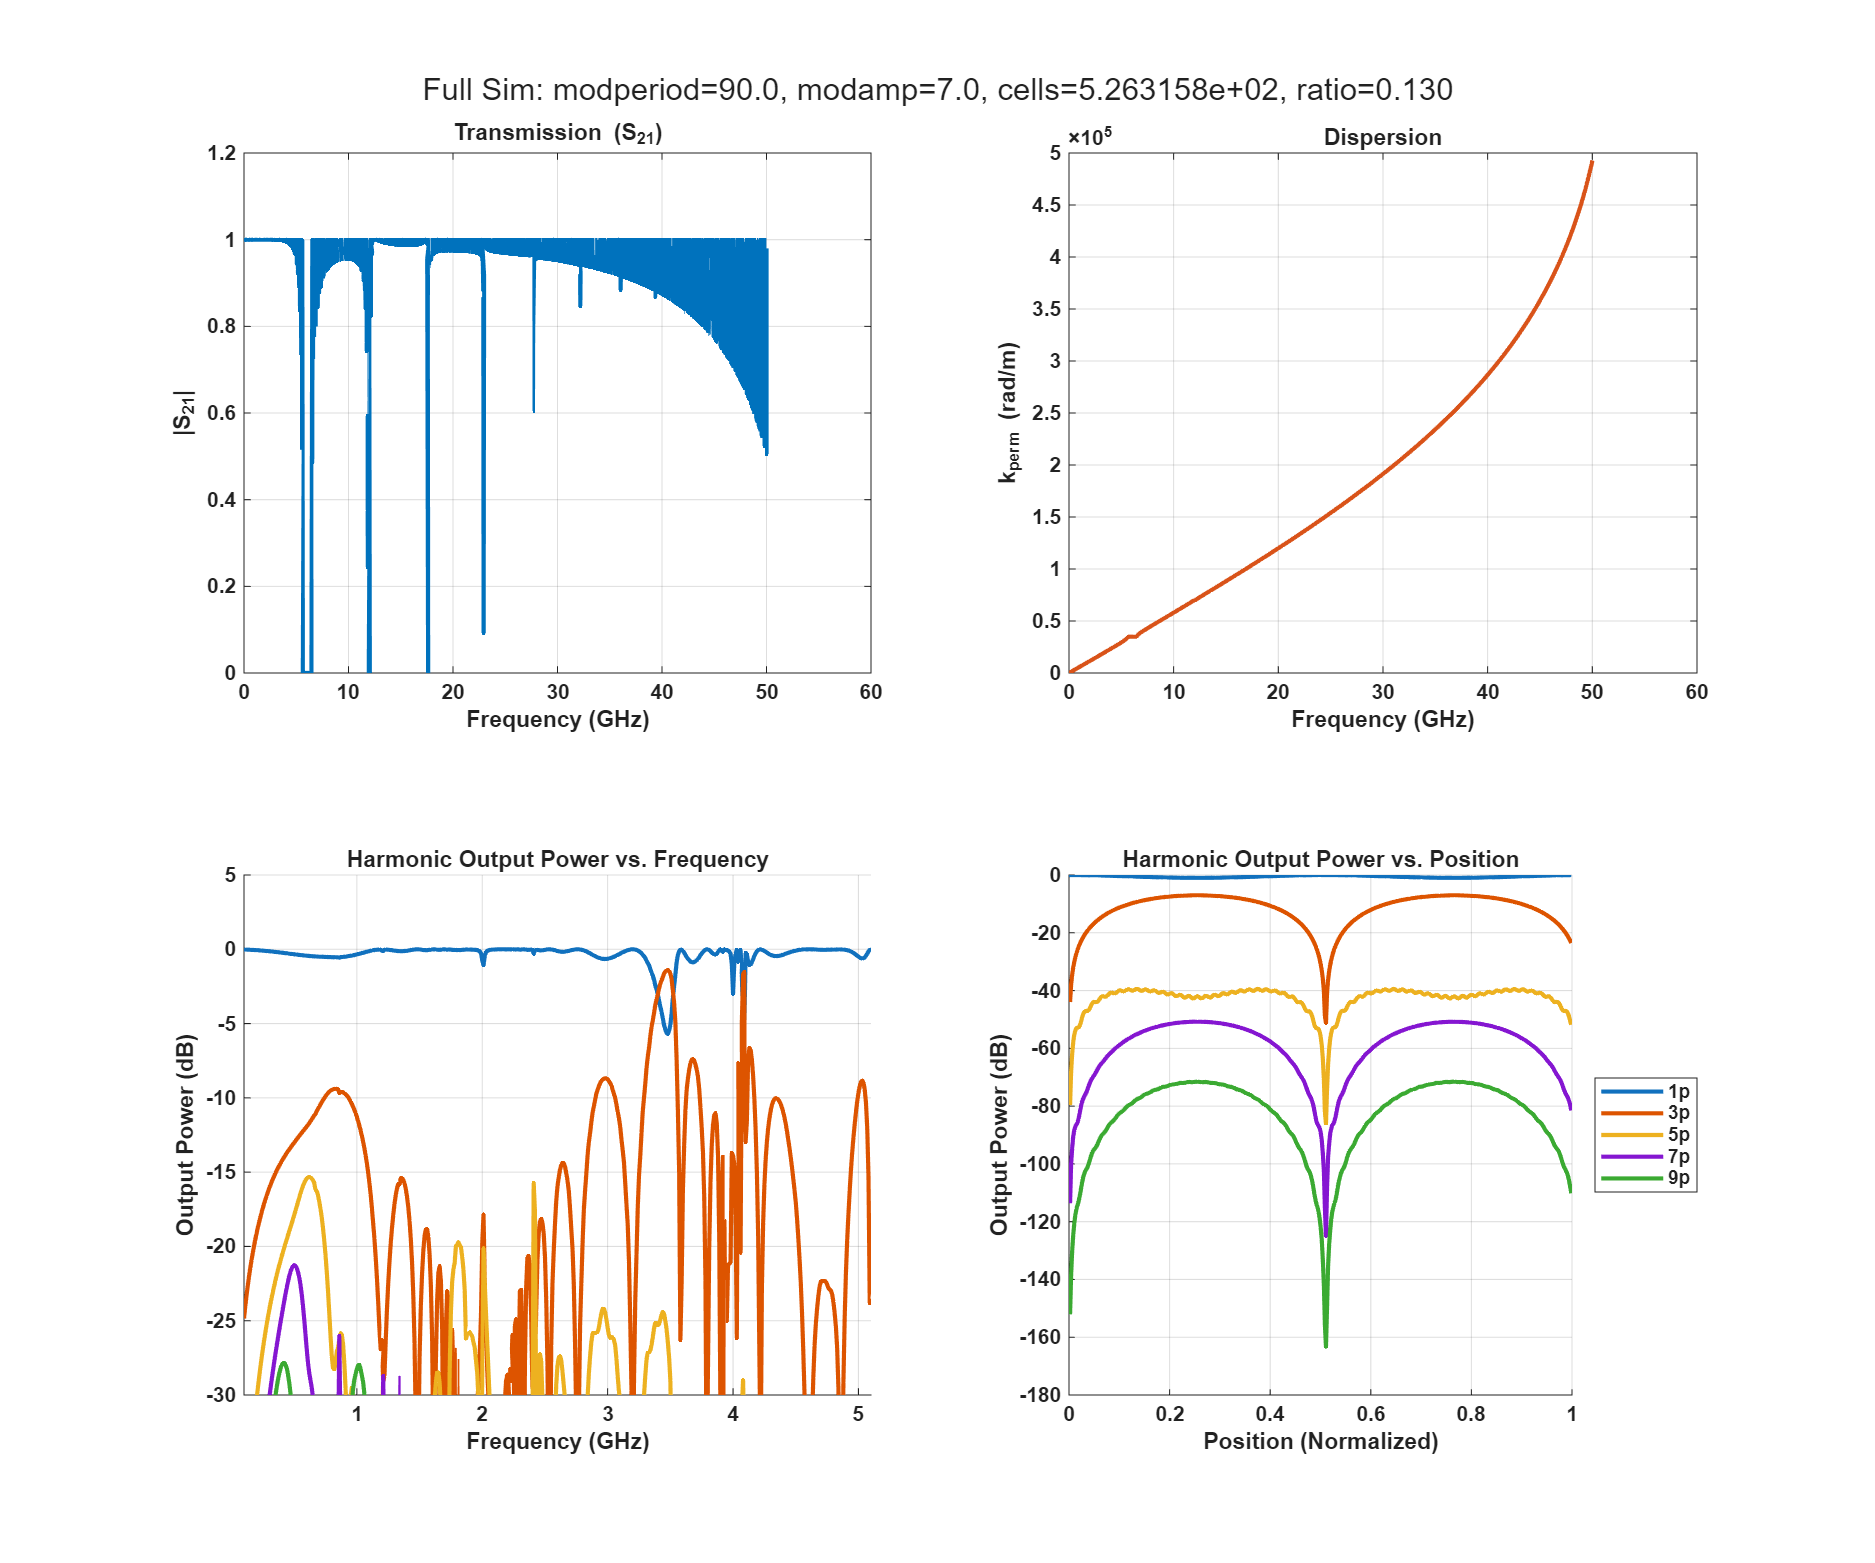 Full Sim: modperiod=90.0, modamp=7.0, cells=5.263158e+02, ratio=0.130
Transmission (S21)
1.2
1
0.8
0.6
0.4
0.2
0
|S21|
0 10 20 30 40 50 60
Frequency (GHz)
Dispersion
×10^5
5
4.5
4
3.5
3
2.5
2
1.5
1
0.5
0
kperm (rad/m)
0 10 20 30 40 50 60
Frequency (GHz)
Harmonic Output Power vs. Frequency
5
0
-5
-10
-15
-20
-25
-30
Output Power (dB)
1 2 3 4 5
Frequency (GHz)
Harmonic Output Power vs. Position
0
-20
-40
-60
-80
-100
-120
-140
-160
-180
Output Power (dB)
0 0.2 0.4 0.6 0.8 1
Position (Normalized)
1p
3p
5p
7p
9p